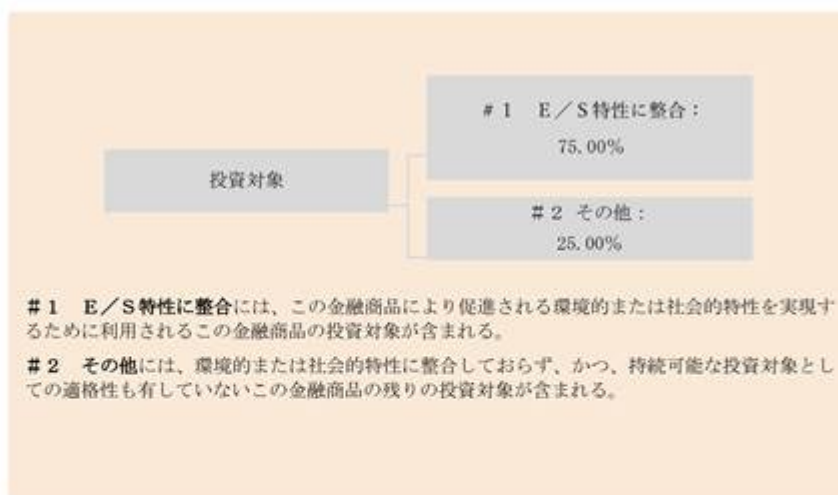 #1 E/S特性に整合:
75.00%
投資対象
#2 その他:
25.00%
#1 E/S特性に整合には、この金融商品により促進される環境的または社会的特性を実現す
るために利用されるこの金融商品の投資対象が含まれる。
#2 その他には、環境的または社会的特性に整合しておらず、かつ、持続可能な投資対象とし
ての適格性も有していないこの金融商品の残りの投資対象が含まれる。